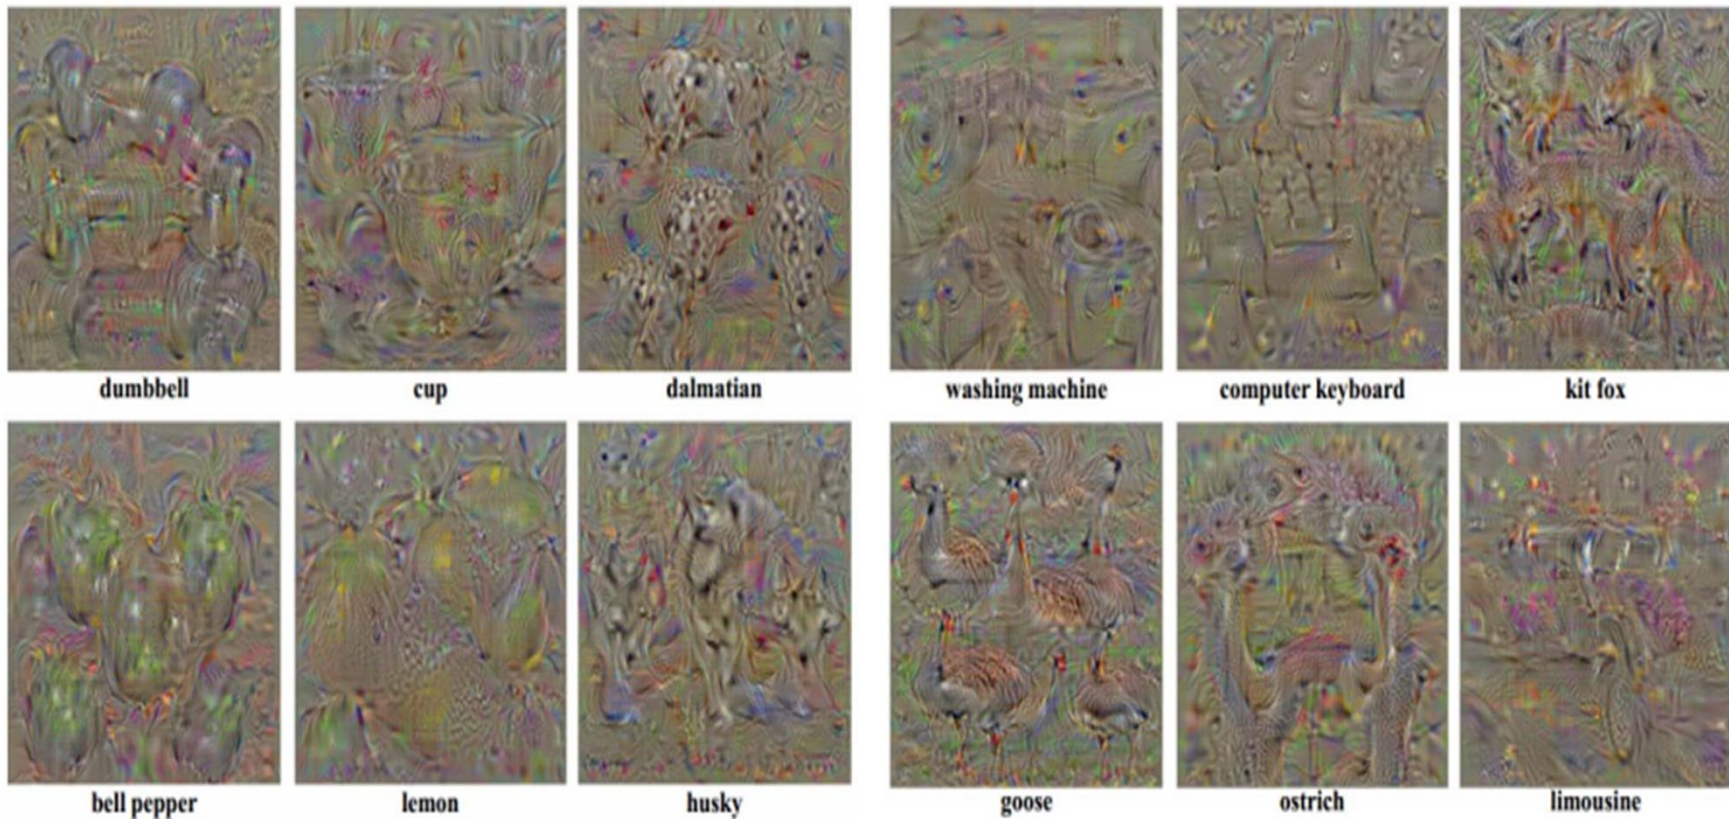 dumbbell
cup
dalmatian
washing machine
computer keyboard
kit fox
bell pepper
lemon
husky
goose
ostrich
limousine